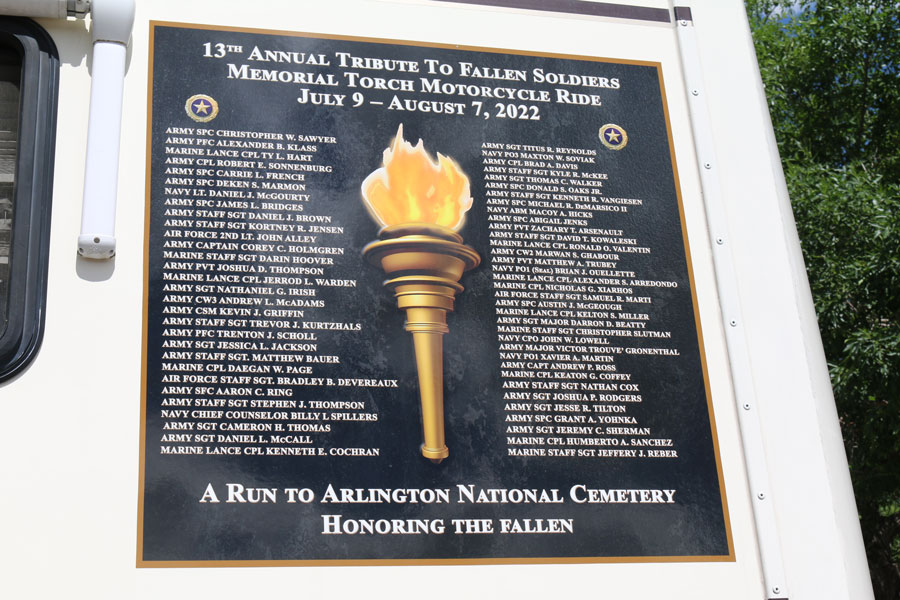 13TH ANNUAL TRIBUTE TO FALLEN SOLDIERS
MEMORIAL TORCH MOTORCYCLE RIDE
JULY 9 – AUGUST 7, 2022
ARMY SPC CHRISTOPHER W. SAWYER
ARMY PFC ALEXANDER B. KLASS
MARINE LANCE CPL TY L. HART
ARMY CPL ROBERT E. SONNENBURG
ARMY SPC CARRIE L. FRENCH
ARMY SPC DEKEN S. MARMON
NAVY LT. DANIEL J. McGOURTY
ARMY SPC JAMES L. BRIDGES
ARMY STAFF SGT DANIEL J. BROWN
ARMY STAFF SGT KORTNEY R. JENSEN
AIR FORCE 2ND LT. JOHN ALLEY
ARMY CAPTAIN COREY C. HOLMGREN
MARINE STAFF SGT DARIN HOOVER
ARMY PVT JOSHUA D. THOMPSON
MARINE LANCE CPL JERROD L. WARDEN
ARMY SGT NATHANIEL G. IRISH
ARMY CW3 ANDREW L. McADAMS
ARMY CSM KEVIN J. GRIFFIN
ARMY STAFF SGT TREVOR J. KURTZHALS
ARMY PFC TRENTON J. SCHOLL
ARMY SGT JESSICA L. JACKSON
ARMY STAFF SGT. MATTHEW BAUER
MARINE CPL DAEGAN W. PAGE
AIR FORCE STAFF SGT. BRADLEY B. DEVEREAUX
ARMY SFC AARON C. RING
ARMY STAFF SGT STEPHEN J. THOMPSON
NAVY CHIEF COUNSELOR BILLY L SPILLERS
ARMY SGT CAMERON H. THOMAS
ARMY SGT DANIEL L. McCALL
MARINE LANCE CPL KENNETH E. COCHRAN
ARMY SGT TITUS R. REYNOLDS
NAVY PO3 MAXTON W. SOVIAK
ARMY CPL BRAD A. DAVIS
ARMY STAFF SGT KYLE R. McKEE
ARMY SGT THOMAS C. WALKER
ARMY SPC DONALD S. OAKS JR.
ARMY STAFF SGT KENNETH R. VANGIESEN
ARMY SPC MICHAEL R. DeMARSICO II
NAVY ABM MACOY A. HICKS
ARMY SPC ABIGAIL JENKS
ARMY PVT ZACHARY T. ARSENAULT
ARMY STAFF SGT DAVID T. KOWALESKI
MARINE LANCE CPL RONALD O. VALENTIN
ARMY CW2 MARWAN S. GHABOUR
ARMY PVT MATTHEW A. TRUBEY
NAVY PO1 (SEAL) BRIAN J. OUELLETTE
MARINE LANCE CPL ALEXANDER S. ARREDONDO
MARINE CPL NICHOLAS G. XIARHOS
AIR FORCE STAFF SGT SAMUEL R. MARTI
ARMY SPC AUSTIN J. McGEOUGH
MARINE LANCE CPL KELTON S. MILLER
ARMY SGT MAJOR DARRON D. BEATTY
MARINE STAFF SGT CHRISTOPHER SLUTMAN
NAVY CPO JOHN W. LOWELL
ARMY MAJOR VICTOR TROUVE' GRONENTHAL
NAVY PO1 XAVIER A. MARTIN
ARMY CAPT ANDREW P. ROSS
MARINE CPL KEATON G. COFFEY
ARMY STAFF SGT NATHAN COX
ARMY SGT JOSHUA P. RODGERS
ARMY SGT JESSE R. TILTON
ARMY SPC GRANT A. YOHNKA
ARMY SGT JEREMY C. SHERMAN
MARINE CPL HUMBERTO A. SANCHEZ
MARINE STAFF SGT JEFFERY J. REBER
A RUN TO ARLINGTON NATIONAL CEMETERY
HONORING THE FALLEN